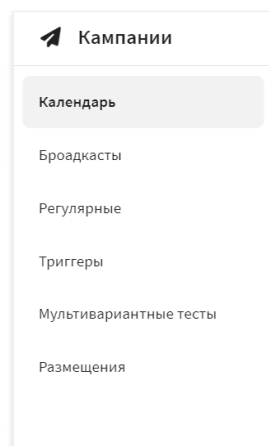 Кампании
Календарь
Броадкасты
Регулярные
Триггеры
Мультивариантные тесты
Размещения